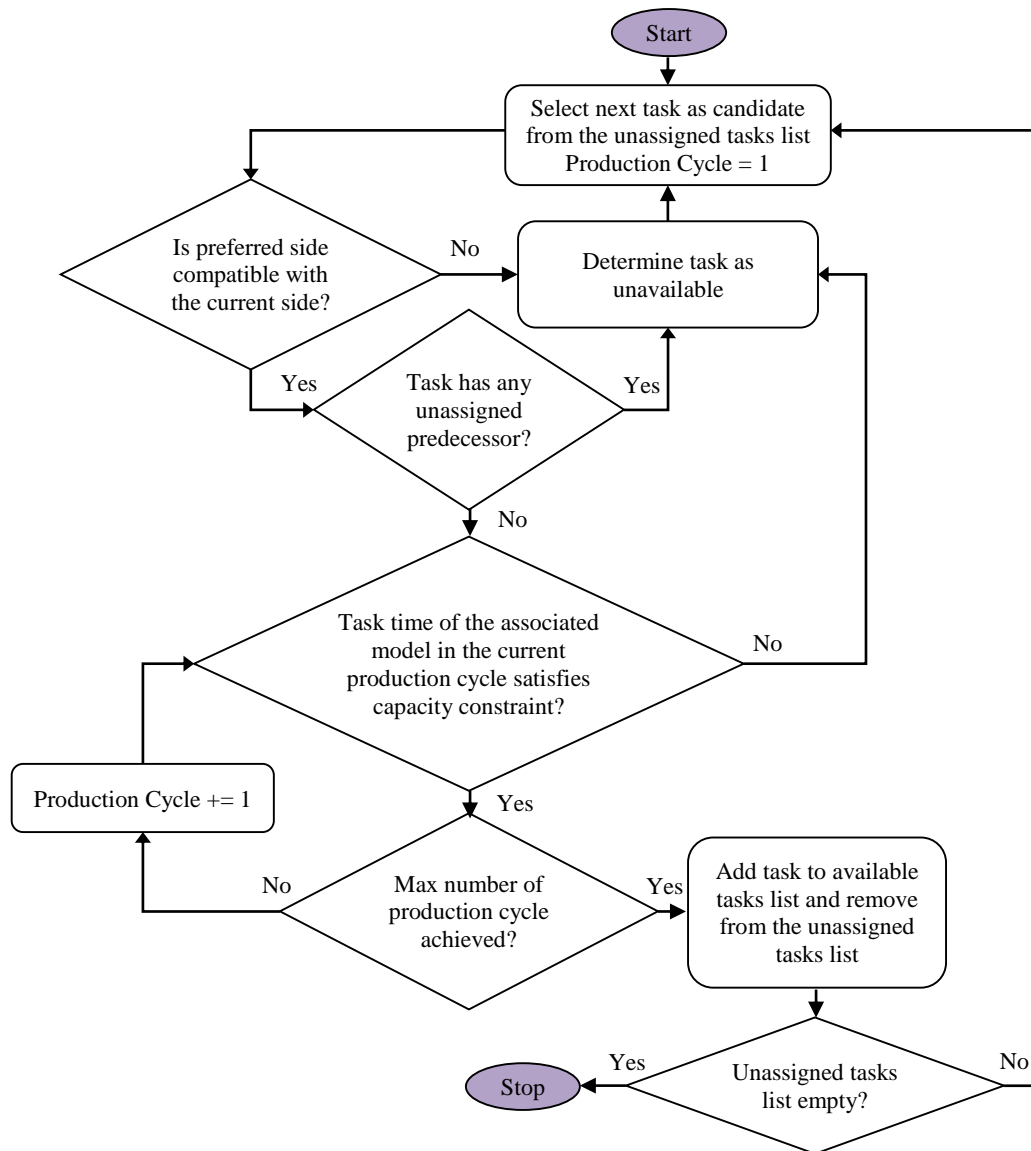 Start
Select next task as candidate
from the unassigned tasks list
Production Cycle = 1
Is preferred side
compatible with
the current side?
No
Determine task as
unavailable
Yes
Task has any
unassigned
predecessor?
Yes
No
Task time of the associated
model in the current
production cycle satisfies
capacity constraint?
No
Production Cycle += 1
Yes
No
Max number of
production cycle
achieved?
Yes
Add task to available
tasks list and remove
from the unassigned
tasks list
Stop
Yes
Unassigned tasks
list empty?
No